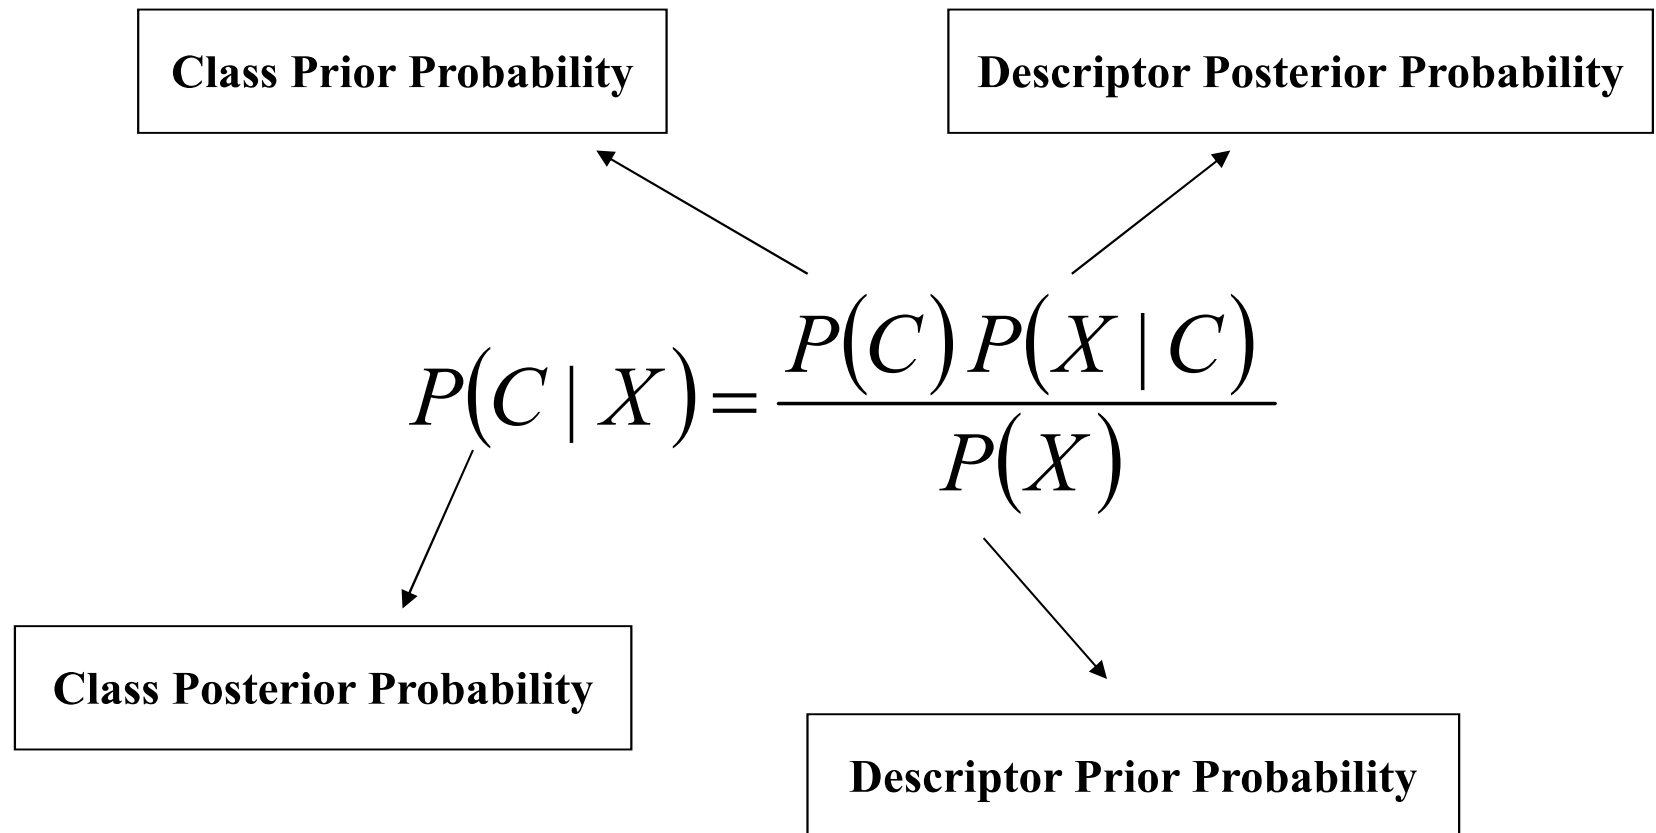 Class Prior Probability
Descriptor Posterior Probability
P(C | X) = P(C) P(X | C)
P(X)
Class Posterior Probability
Descriptor Prior Probability